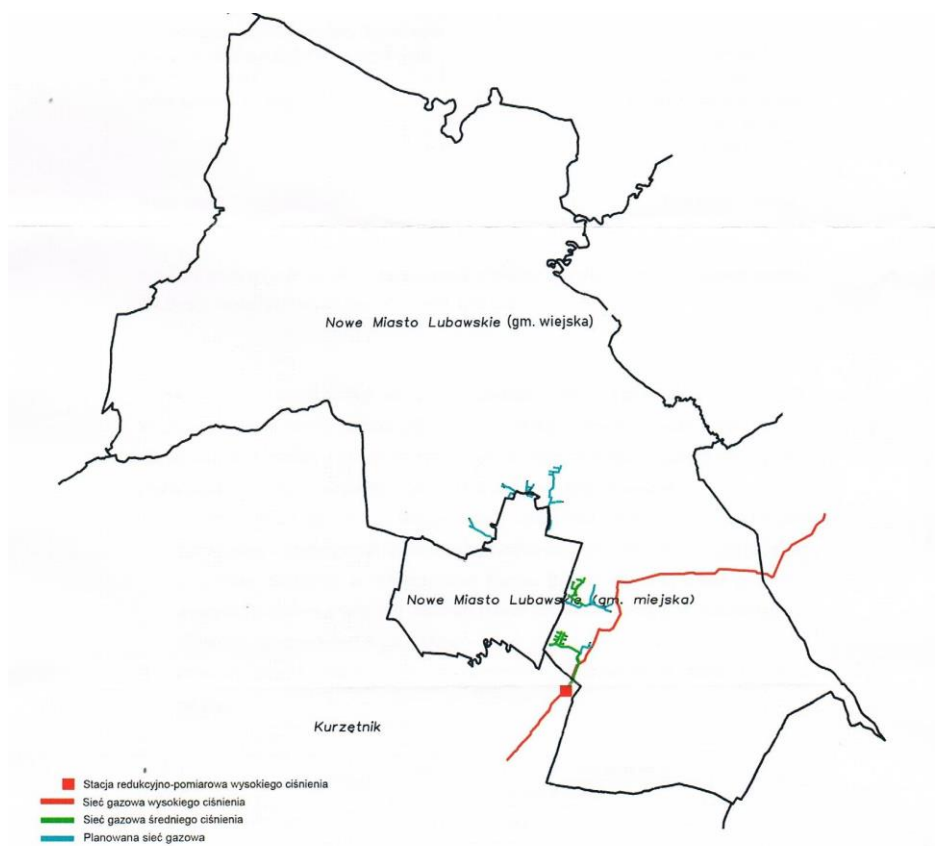 Nowe Miasto Lubawskie (gm. wiejska)
Nowe Miasto Lubawskie (gm. miejska)
Kurzętnik
Stacja redukcyjno-pomiarowa wysokiego ciśnienia
Sieć gazowa wysokiego ciśnienia
Sieć gazowa średniego ciśnienia
Planowana sieć gazowa